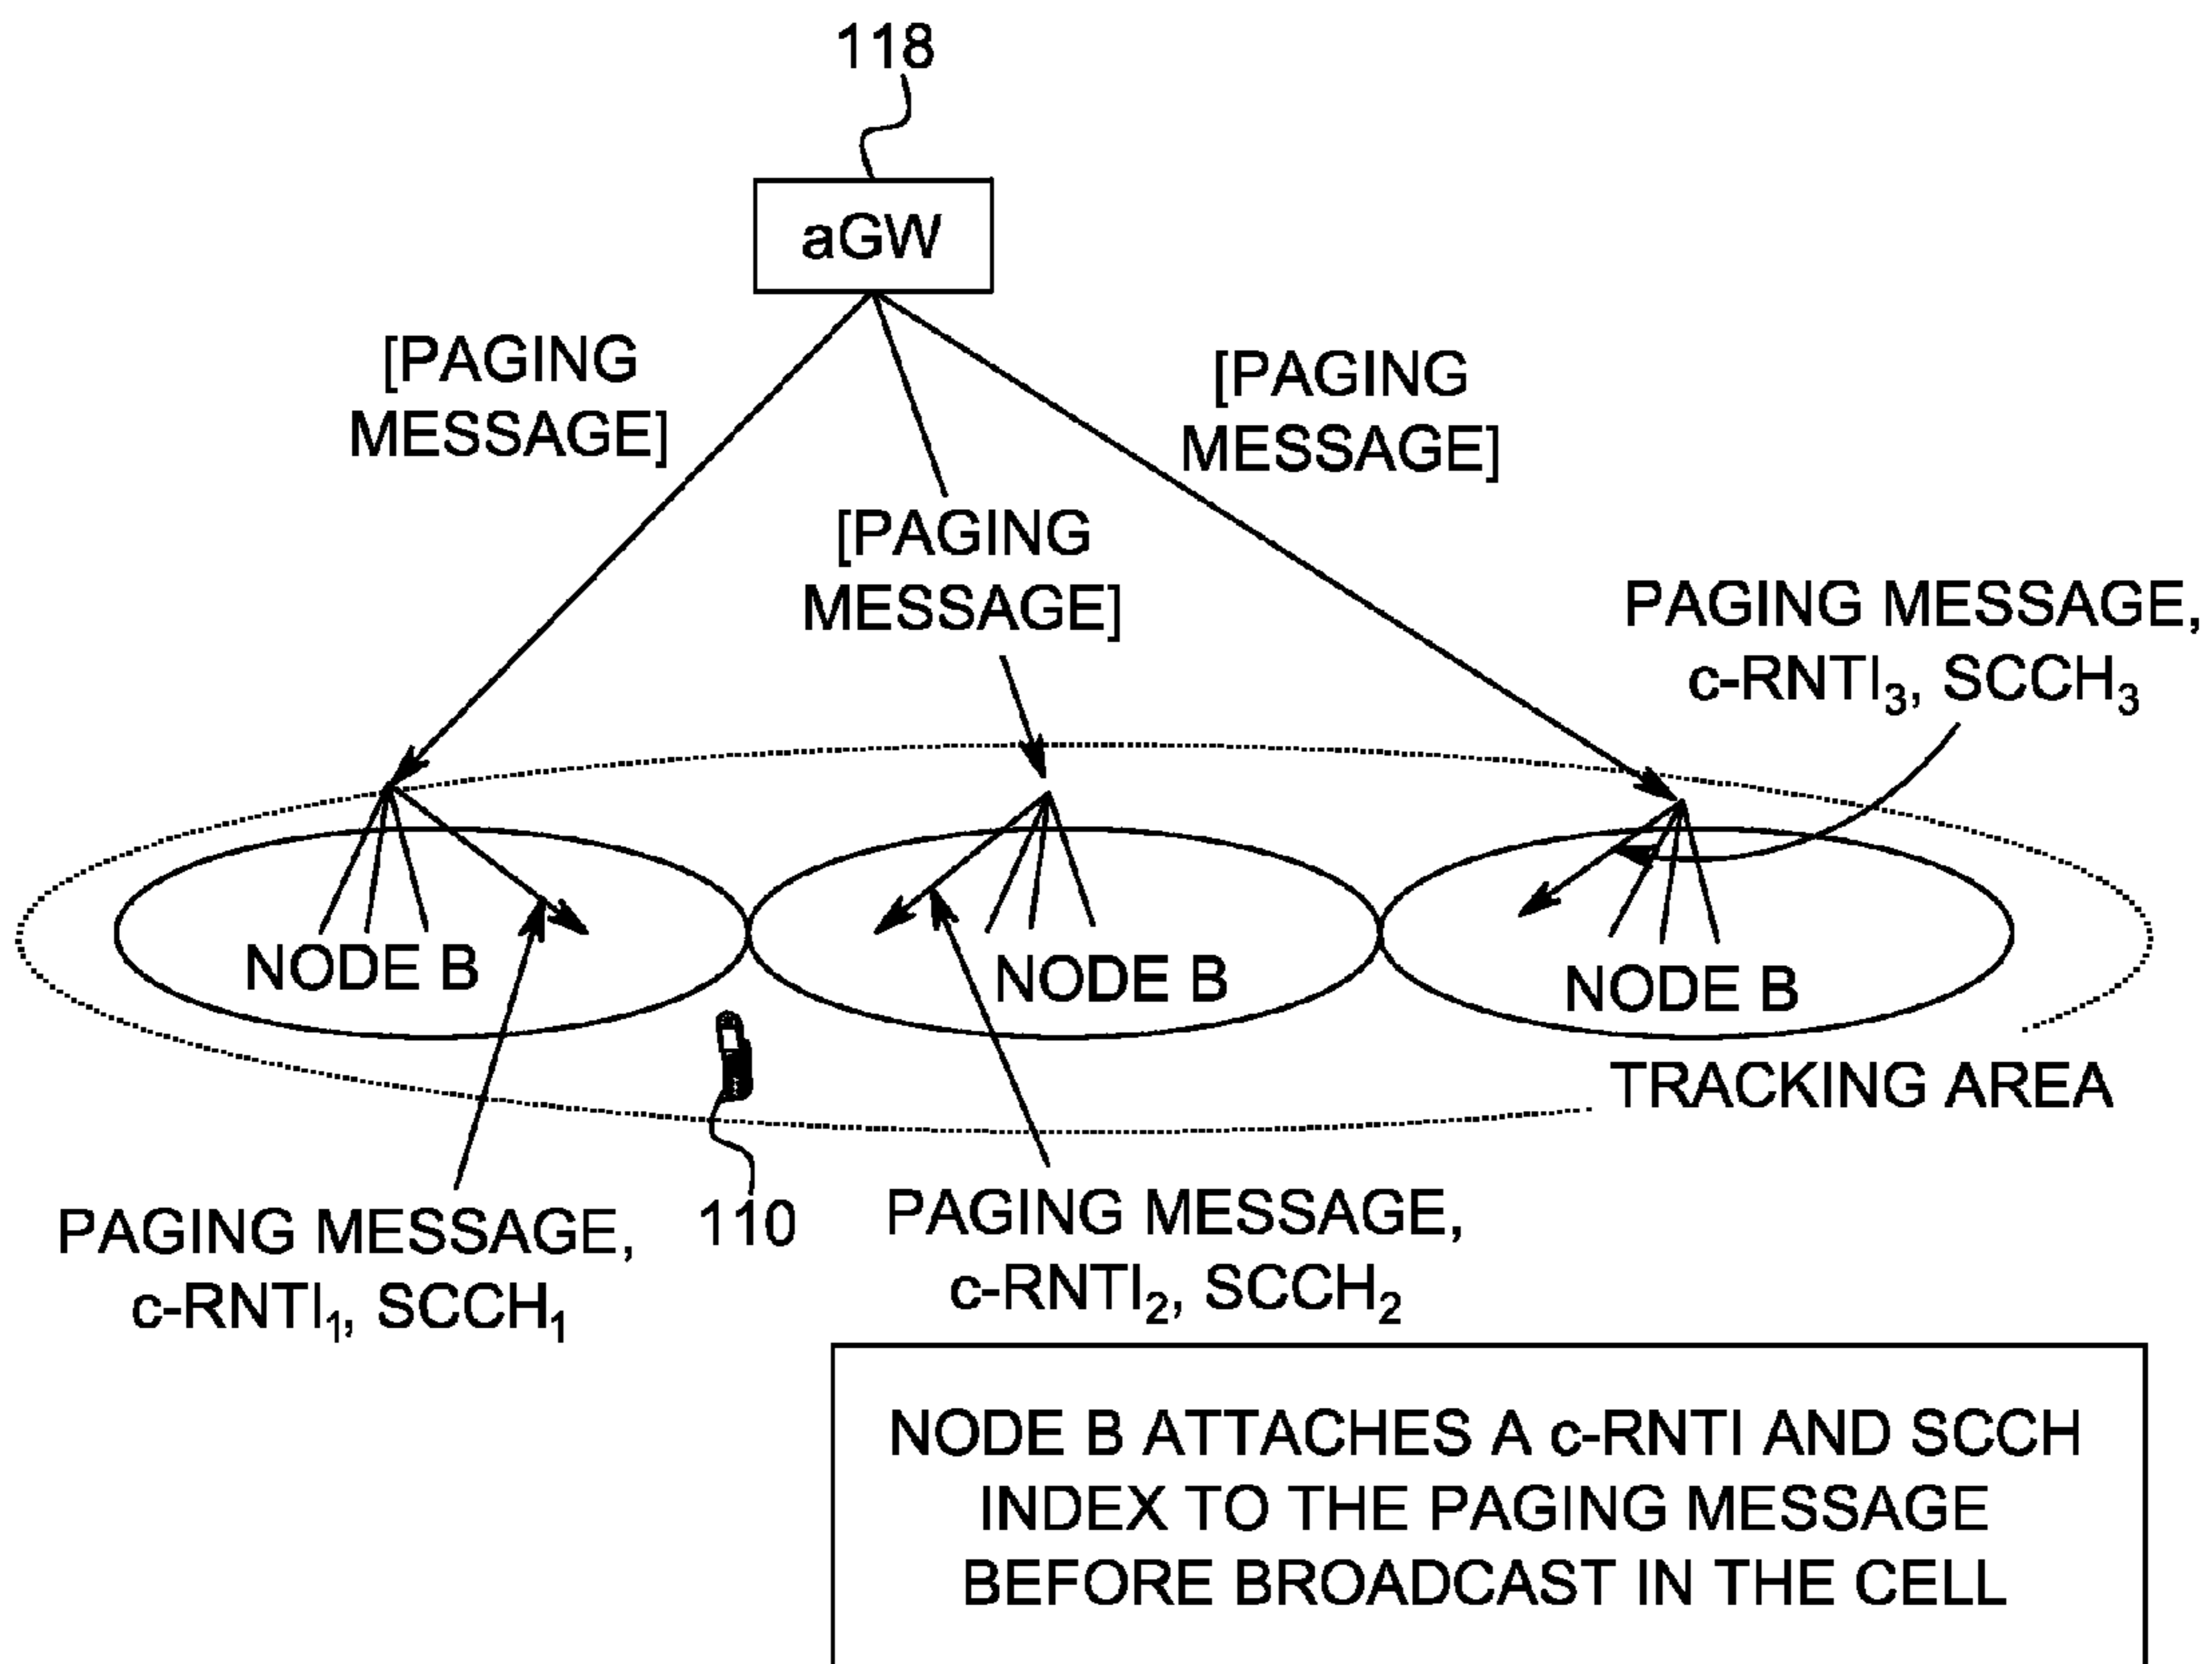 118
aGW
[PAGING
MESSAGE]
[PAGING
MESSAGE]
[PAGING
MESSAGE]
PAGING MESSAGE,
c-RNTI₃, SCCH₃
NODE B
NODE B
NODE B
TRACKING AREA
PAGING MESSAGE,
c-RNTI₁, SCCH₁
110
PAGING MESSAGE,
c-RNTI₂, SCCH₂
NODE B ATTACHES A c-RNTI AND SCCH
INDEX TO THE PAGING MESSAGE
BEFORE BROADCAST IN THE CELL